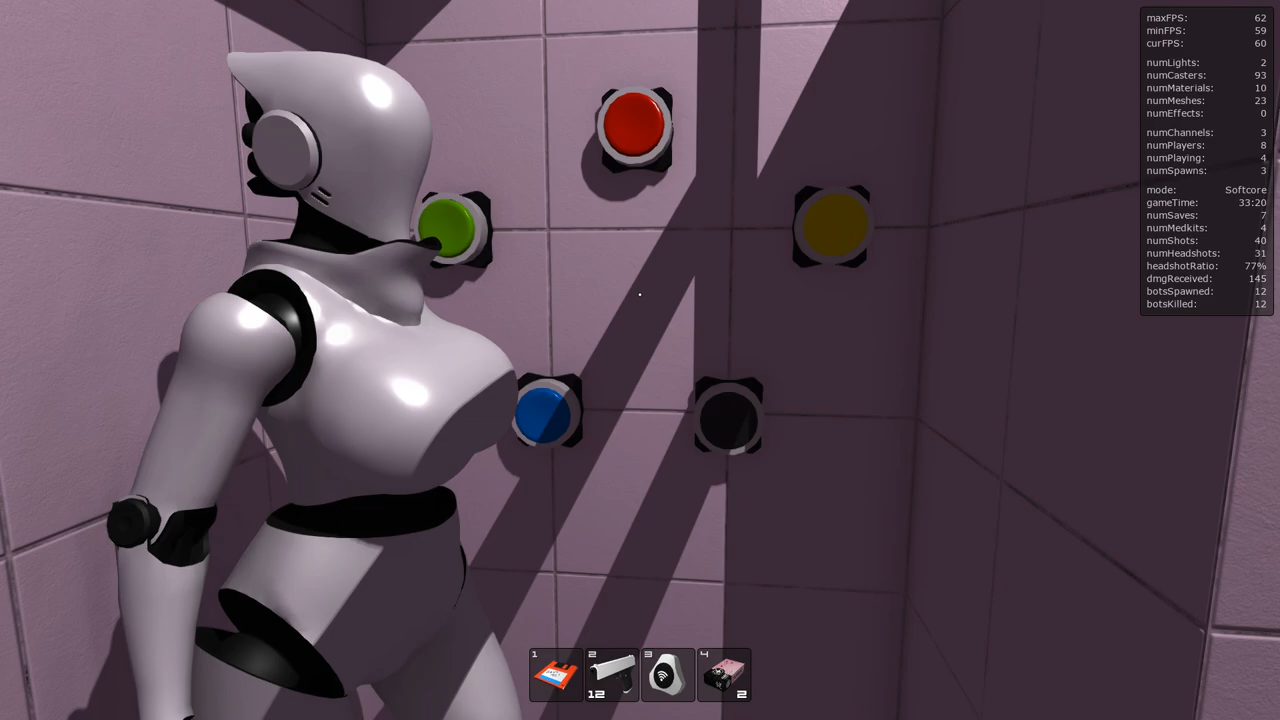 maxFPS: 62
minFPS: 59
curFPS: 60
numLights: 2
numCasters: 93
numMaterials: 10
numMeshes: 23
numEffects: 0
numChannels: 3
numPlayers: 8
numPlaying: 4
numSpawns: 3
mode: Softcore
gameTime: 33:20
numSaves: 7
numMedkits: 4
numShots: 40
numHeadshots: 31
headshotRatio: 77%
dmgReceived: 145
botsSpawned: 12
botsKilled: 12
1 2 3 4
12 2